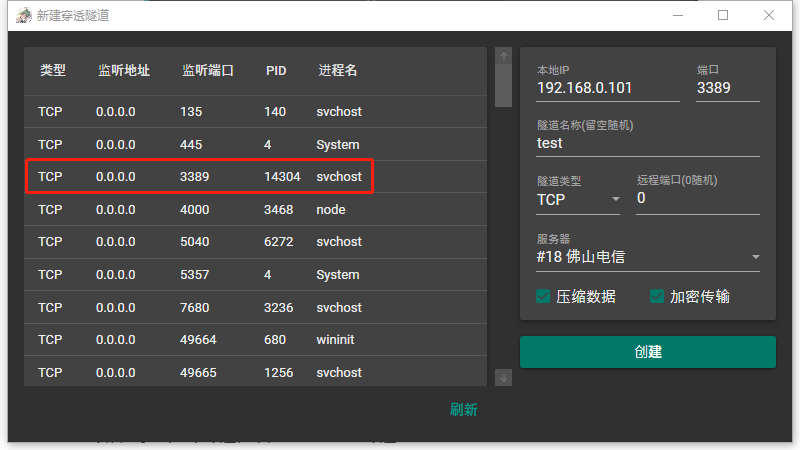 新建穿透隧道
类型 监听地址 监听端口 PID 进程名
TCP 0.0.0.0 135 140 svchost
TCP 0.0.0.0 445 4 System
TCP 0.0.0.0 3389 14304 svchost
TCP 0.0.0.0 4000 3468 node
TCP 0.0.0.0 5040 6272 svchost
TCP 0.0.0.0 5357 4 System
TCP 0.0.0.0 7680 3236 svchost
TCP 0.0.0.0 49664 680 wininit
TCP 0.0.0.0 49665 1256 svchost
刷新
本地IP 端口
192.168.0.101 3389
隧道名称(留空随机)
test
隧道类型 远程端口(0随机)
TCP 0
服务器
#18 佛山电信
压缩数据 加密传输
创建